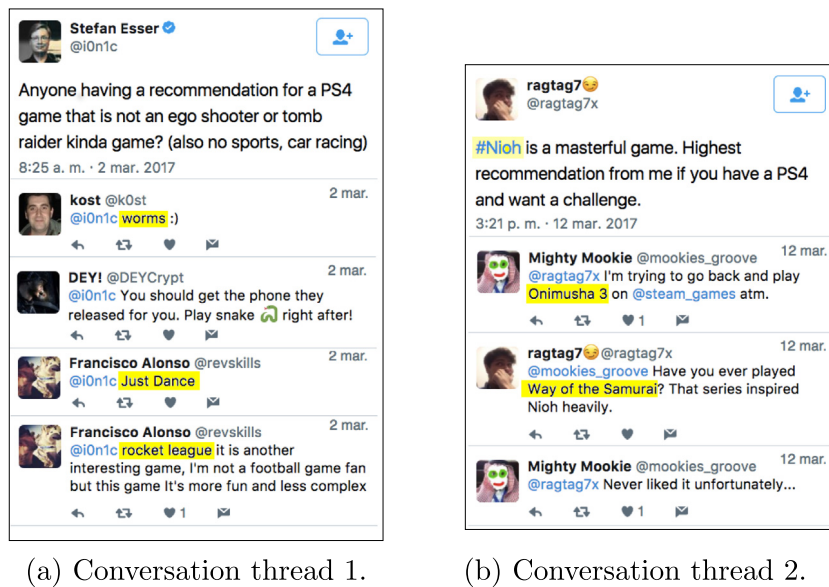 Stefan Esser
@i0n1c
Anyone having a recommendation for a PS4
game that is not an ego shooter or tomb
raider kinda game? (also no sports, car racing)
8:25 a. m. · 2 mar. 2017
kost @k0st 2 mar.
@i0n1c worms :)
DEY! @DEYCrypt 2 mar.
@i0n1c You should get the phone they
released for you. Play snake 🐍 right after!
Francisco Alonso @revskills 2 mar.
@i0n1c Just Dance
Francisco Alonso @revskills 2 mar.
@i0n1c rocket league it is another
interesting game, I'm not a football game fan
but this game It's more fun and less complex
1
(a) Conversation thread 1.
ragtag7😏
@ragtag7x
#Nioh is a masterful game. Highest
recommendation from me if you have a PS4
and want a challenge.
3:21 p. m. · 12 mar. 2017
Mighty Mookie @mookies_groove 12 mar.
@ragtag7x I'm trying to go back and play
Onimusha 3 on @steam_games atm.
1
ragtag7😏@ragtag7x 12 mar.
@mookies_groove Have you ever played
Way of the Samurai? That series inspired
Nioh heavily.
Mighty Mookie @mookies_groove 12 mar.
@ragtag7x Never liked it unfortunately...
1
(b) Conversation thread 2.